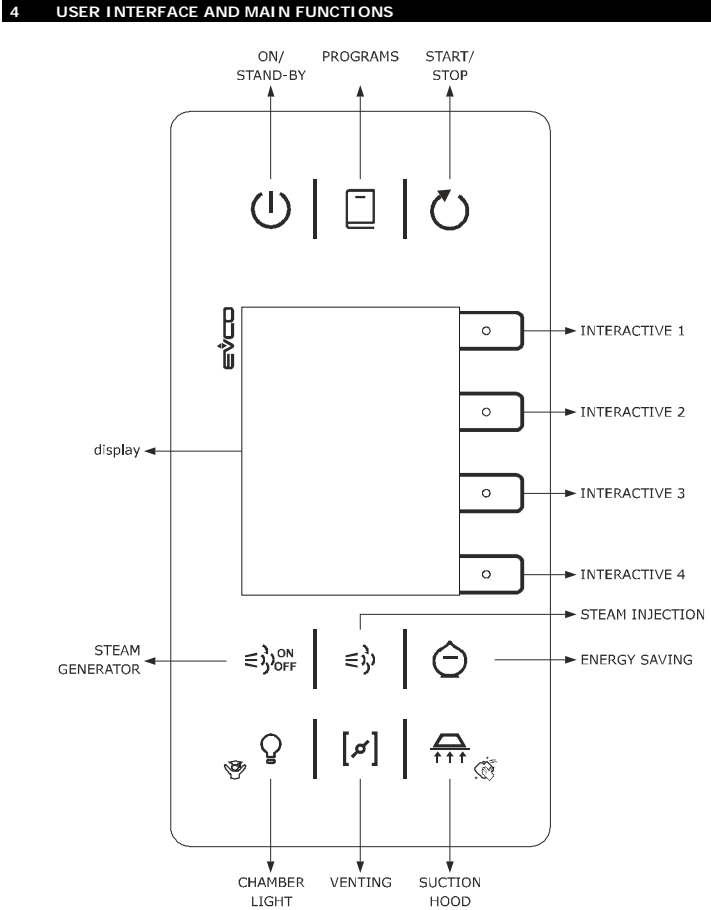 4 USER INTERFACE AND MAIN FUNCTIONS
ON/
STAND-BY
PROGRAMS
START/
STOP
EVCO
INTERACTIVE 1
INTERACTIVE 2
display
INTERACTIVE 3
INTERACTIVE 4
STEAM INJECTION
STEAM
GENERATOR
ON
OFF
ENERGY SAVING
CHAMBER
LIGHT
VENTING
SUCTION
HOOD